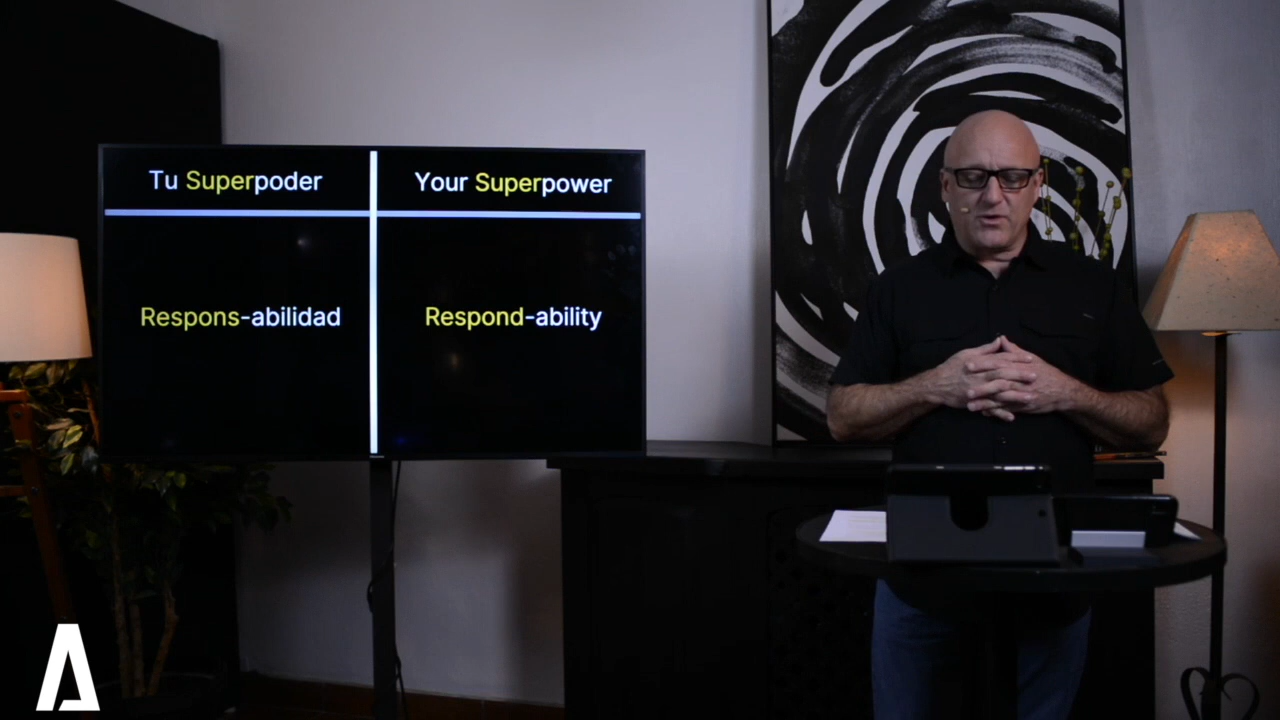 Tu Superpoder
Your Superpower
Respons-abilidad
Respond-ability